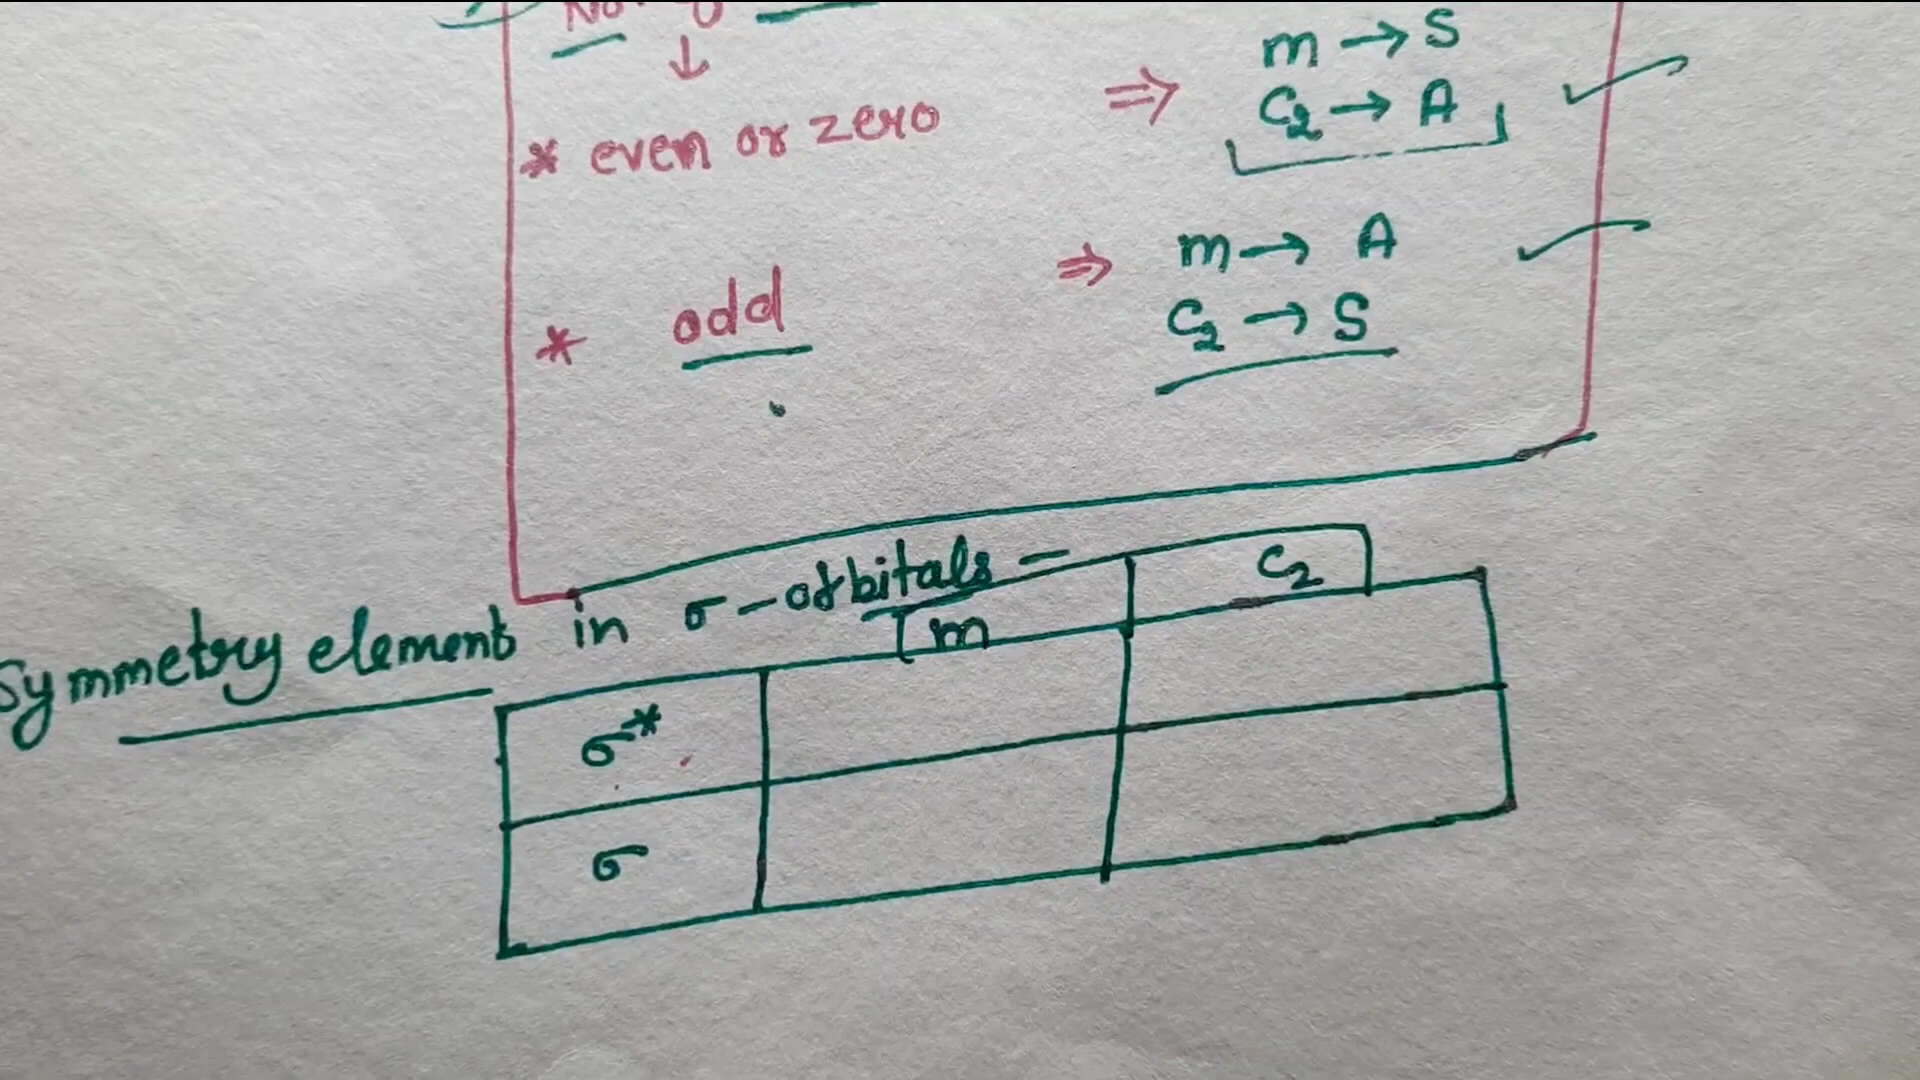 m → S
* even or zero ⇒ C₂ → A
m → A
* odd ⇒ C₂ → S
Symmetry element in σ-orbitals -
m C₂
σ*
σ